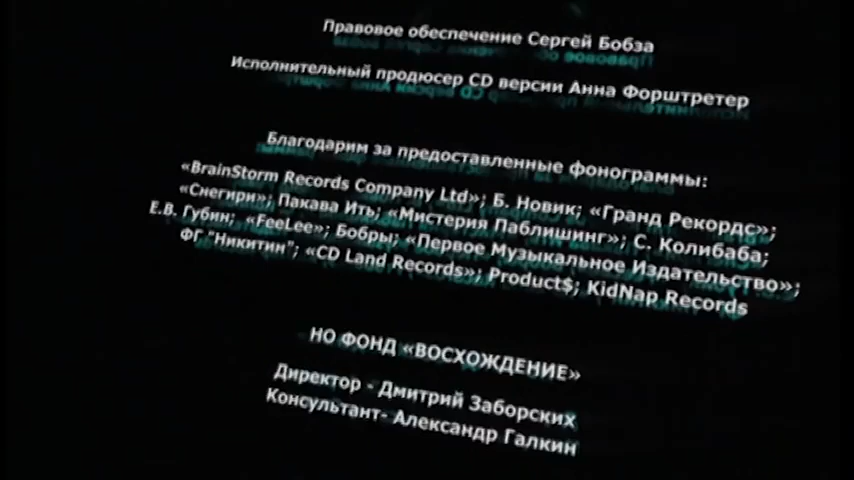 Правовое обеспечение Сергей Бобза
Исполнительный продюсер CD версии Анна Форштретер
Благодарим за предоставленные фонограммы:
«BrainStorm Records Company Ltd»; Б. Новик; «Гранд Рекордс»;
«Снегири»; Пакава Ить; «Мистерия Паблишинг»; С. Колибаба;
Е.В. Губин; «FeeLee»; Бобры; «Первое Музыкальное Издательство»;
ФГ "Никитин"; «CD Land Records»; Product$; KidNap Records
НО ФОНД «ВОСХОЖДЕНИЕ»
Директор - Дмитрий Заборских
Консультант- Александр Галкин